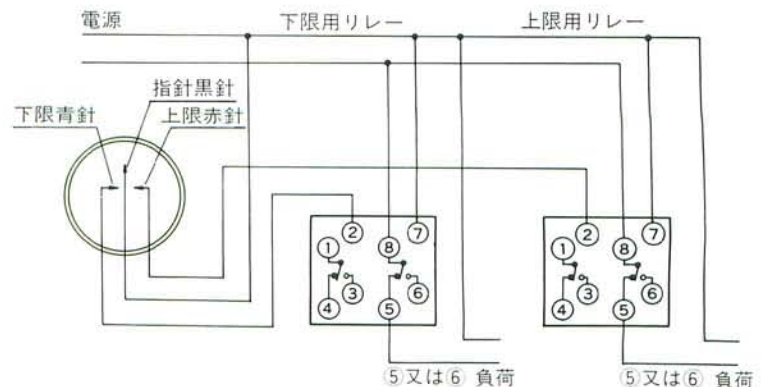 電源 下限用リレー 上限用リレー
指針黒針
下限青針 上限赤針
② ⑦ ② ⑦
① ⑧ ① ⑧
③ ⑥ ③ ⑥
④ ⑤ ④ ⑤
⑤又は⑥ 負荷 ⑤又は⑥ 負荷